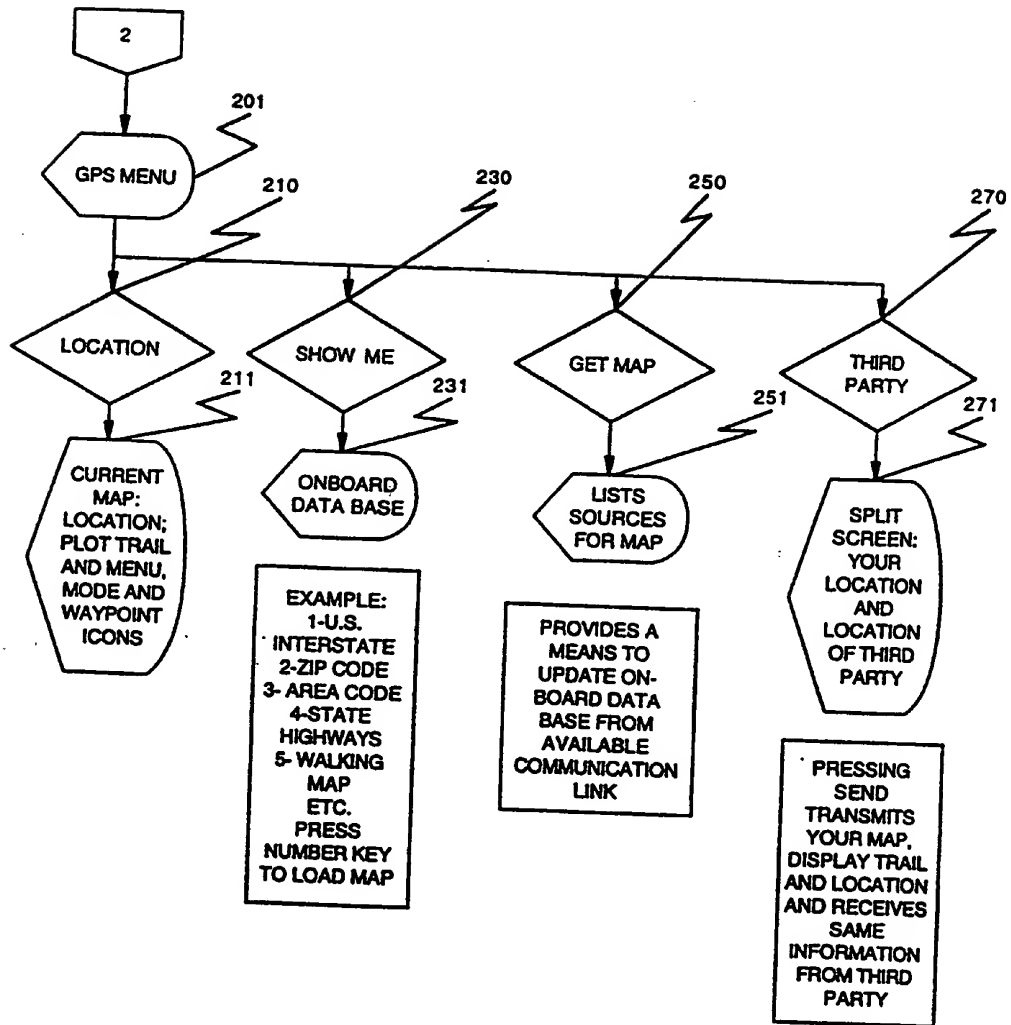 2
201
GPS MENU
210
230
250
270
LOCATION
SHOW ME
GET MAP
THIRD
PARTY
211
231
251
271
CURRENT
MAP:
LOCATION;
PLOT TRAIL
AND MENU,
MODE AND
WAYPOINT
ICONS
ONBOARD
DATA BASE
LISTS
SOURCES
FOR MAP
SPLIT
SCREEN:
YOUR
LOCATION
AND
LOCATION
OF THIRD
PARTY
EXAMPLE:
1-U.S.
INTERSTATE
2-ZIP CODE
3- AREA CODE
4-STATE
HIGHWAYS
5- WALKING
MAP
ETC.
PRESS
NUMBER KEY
TO LOAD MAP
PROVIDES A
MEANS TO
UPDATE ON-
BOARD DATA
BASE FROM
AVAILABLE
COMMUNICATION
LINK
PRESSING
SEND
TRANSMITS
YOUR MAP,
DISPLAY TRAIL
AND LOCATION
AND RECEIVES
SAME
INFORMATION
FROM THIRD
PARTY